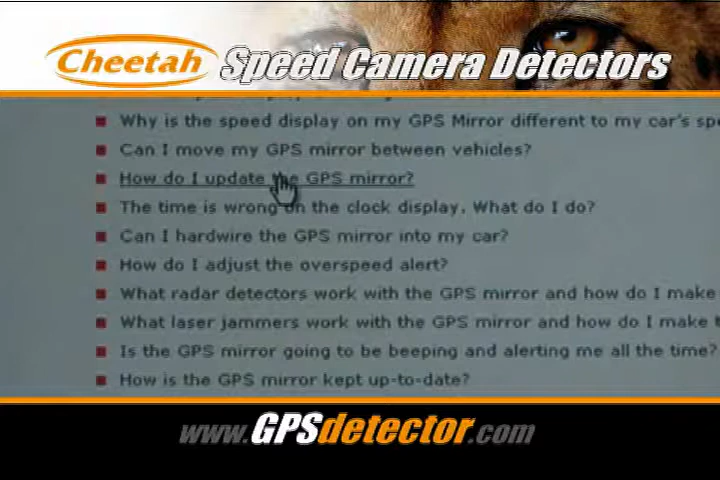 Cheetah Speed Camera Detectors
Why is the speed display on my GPS Mirror different to my car's
Can I move my GPS mirror between vehicles?
How do I update the GPS mirror?
The time is wrong on the clock display. What do I do?
Can I hardwire the GPS mirror into my car?
How do I adjust the overspeed alert?
What radar detectors work with the GPS mirror and how do I make
What laser jammers work with the GPS mirror and how do I make
Is the GPS mirror going to be beeping and alerting me all the time?
How is the GPS mirror kept up-to-date?
www.GPSdetector.com